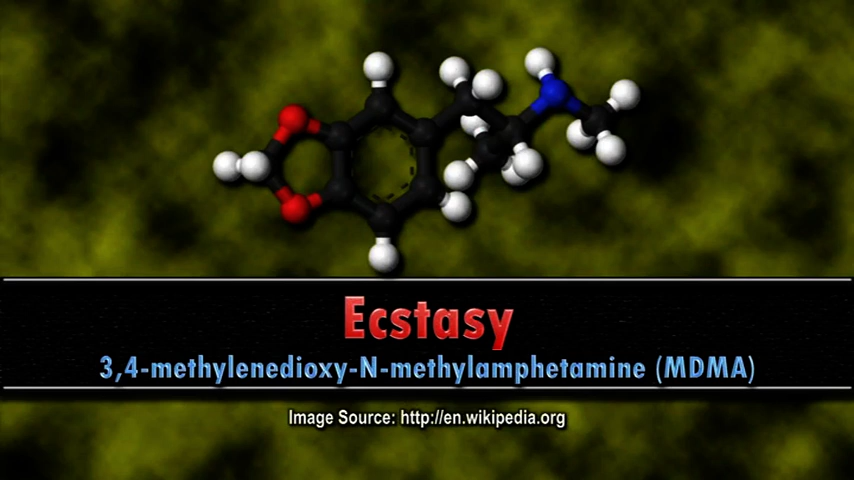 Ecstasy
3,4-methylenedioxy-N-methylamphetamine (MDMA)
Image Source: http://en.wikipedia.org